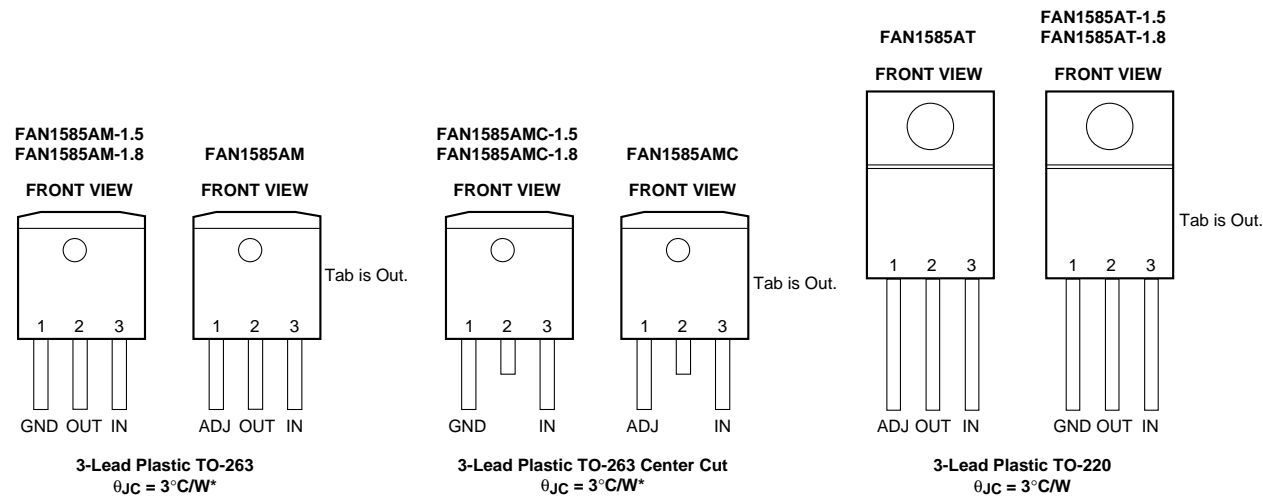 FAN1585AM-1.5
FAN1585AM-1.8
FRONT VIEW
1 2 3
GND OUT IN
FAN1585AM
FRONT VIEW
1 2 3
ADJ OUT IN
Tab is Out.
3-Lead Plastic TO-263
θJC = 3°C/W*
FAN1585AMC-1.5
FAN1585AMC-1.8
FRONT VIEW
1 2 3
GND IN
FAN1585AMC
FRONT VIEW
1 2 3
ADJ IN
Tab is Out.
3-Lead Plastic TO-263 Center Cut
θJC = 3°C/W*
FAN1585AT
FRONT VIEW
1 2 3
ADJ OUT IN
FAN1585AT-1.5
FAN1585AT-1.8
FRONT VIEW
1 2 3
GND OUT IN
Tab is Out.
3-Lead Plastic TO-220
θJC = 3°C/W